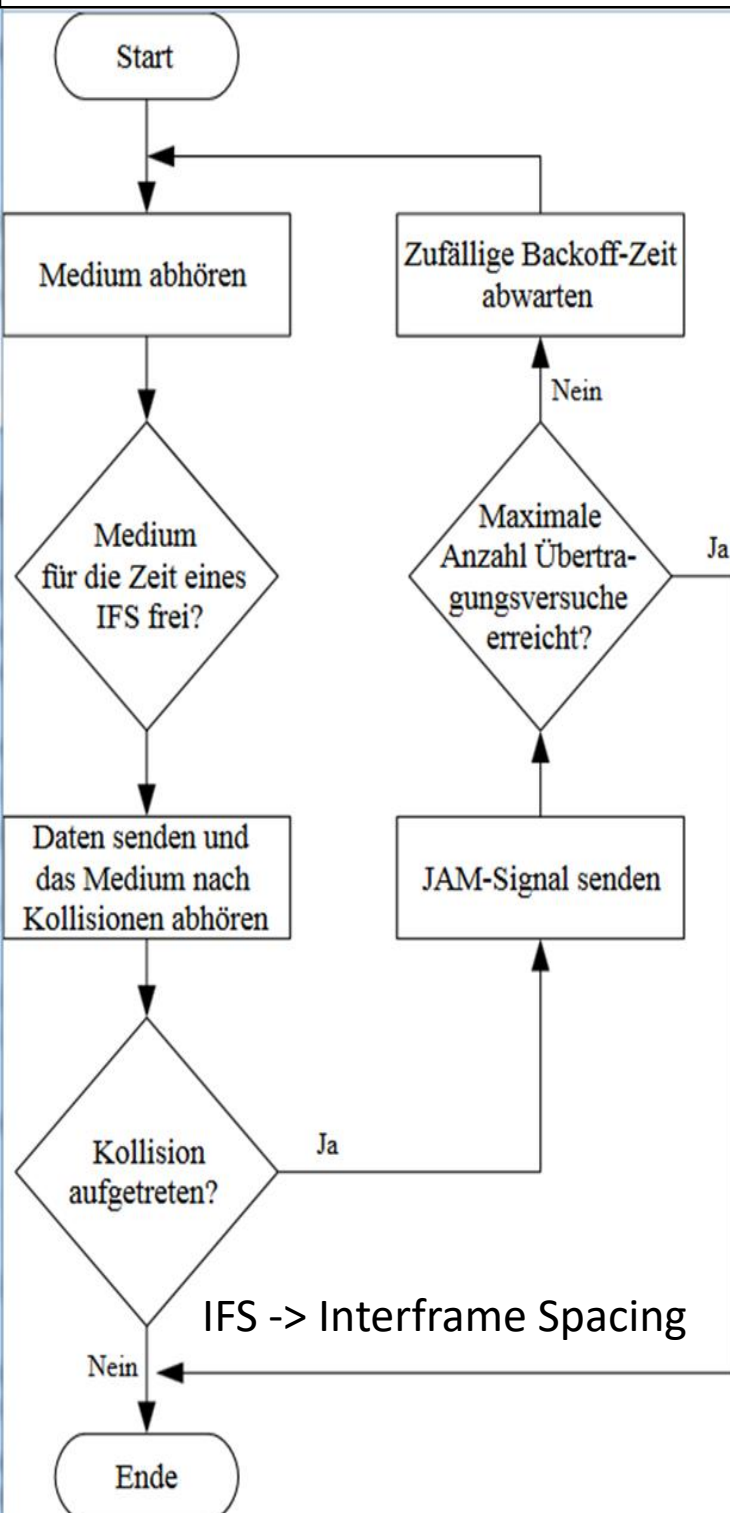 Start
Medium abhören
Zufällige Backoff-Zeit
abwarten
Nein
Medium
für die Zeit eines
IFS frei?
Maximale
Anzahl Übertra-
gungsversuche
erreicht?
Ja
Daten senden und
das Medium nach
Kollisionen abhören
JAM-Signal senden
Kollision
aufgetreten?
Ja
IFS -> Interframe Spacing
Nein
Ende